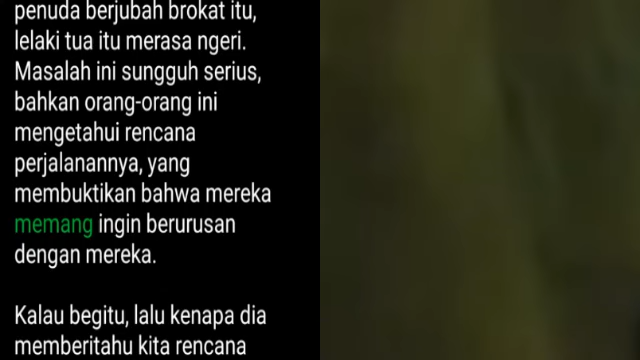 penuda berjubah brokat itu,
lelaki tua itu merasa ngeri.
Masalah ini sungguh serius,
bahkan orang-orang ini
mengetahui rencana
perjalanannya, yang
membuktikan bahwa mereka
memang ingin berurusan
dengan mereka.
Kalau begitu, lalu kenapa dia
memberitahu kita rencana